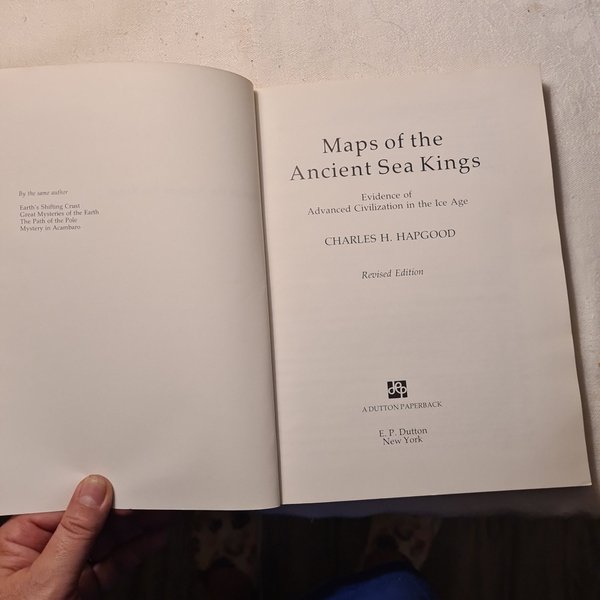 By the same author
Earth's Shifting Crust
Great Mysteries of the Earth
The Path of the Pole
Mystery in Acambaro
Maps of the
Ancient Sea Kings
Evidence of
Advanced Civilization in the Ice Age
CHARLES H. HAPGOOD
Revised Edition
dep
A DUTTON PAPERBACK
E. P. Dutton
New York